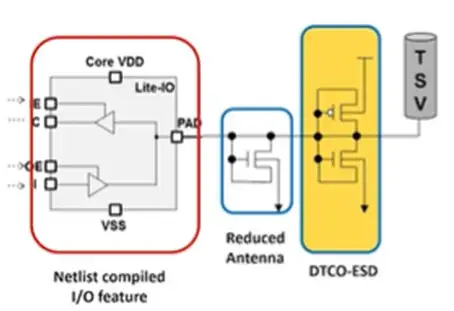 Core VDD
Lite-IO
E
C
PAD
OE
I
VSS
T
S
V
Reduced
Antenna
DTCO-ESD
Netlist compiled
I/O feature